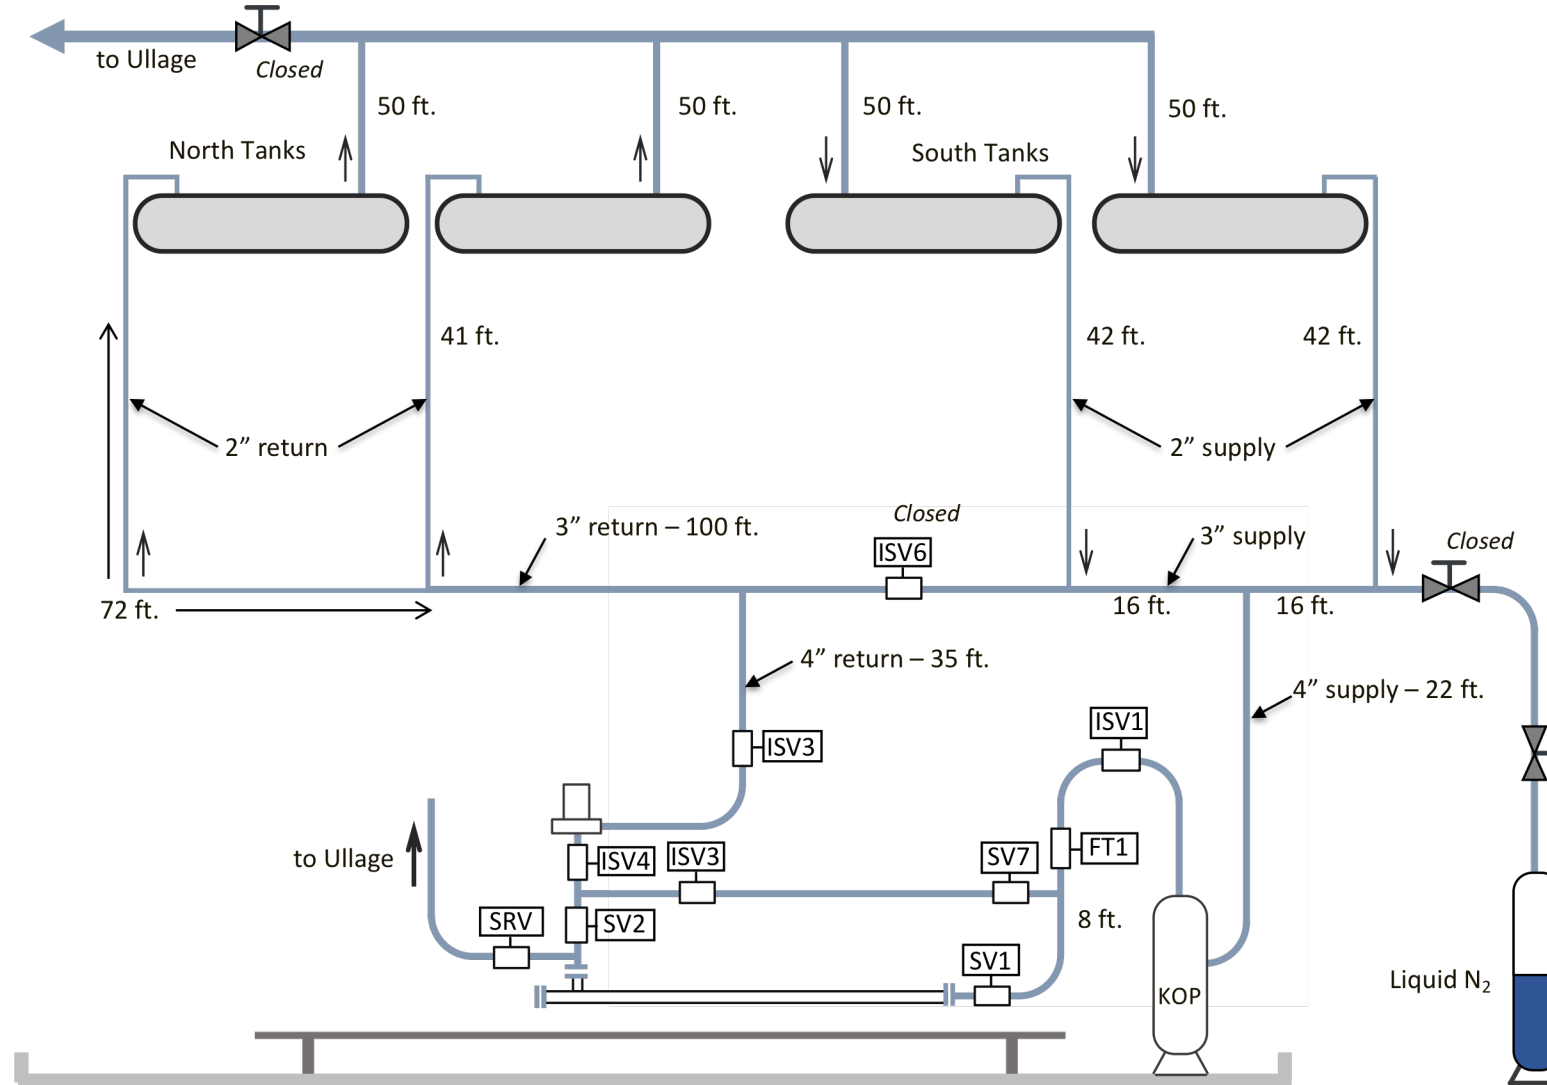 to Ullage
Closed
50 ft.
50 ft.
50 ft.
50 ft.
North Tanks
South Tanks
41 ft.
42 ft.
42 ft.
2” return
2” supply
Closed
3” return – 100 ft.
ISV6
3” supply
Closed
72 ft.
16 ft.
16 ft.
4” return – 35 ft.
4” supply – 22 ft.
ISV1
ISV3
to Ullage
ISV4
ISV3
SV7
FT1
SRV
SV2
8 ft.
SV1
KOP
Liquid N₂